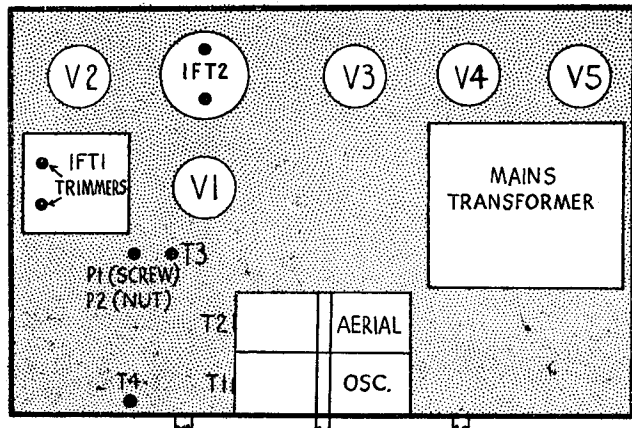 V2
IFT2
V3
V4
V5
IFT1
TRIMMERS
V1
MAINS
TRANSFORMER
T3
P1 (SCREW)
P2 (NUT)
T2
AERIAL
T4
T1
OSC.